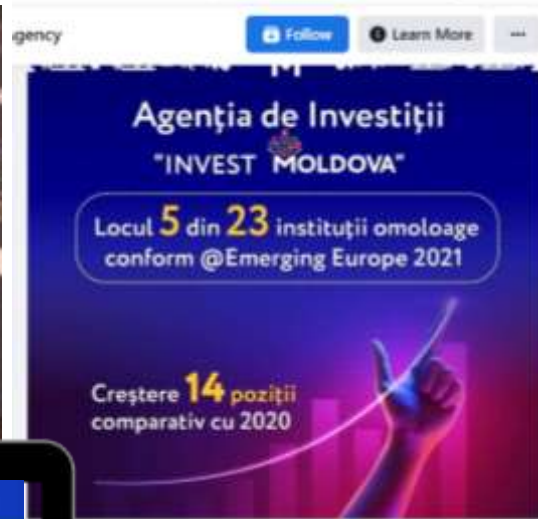 gency
Follow
Learn More
Agenția de Investiții
"INVEST MOLDOVA"
Locul 5 din 23 instituții omoloage
conform @Emerging Europe 2021
Creștere 14 poziții
comparativ cu 2020